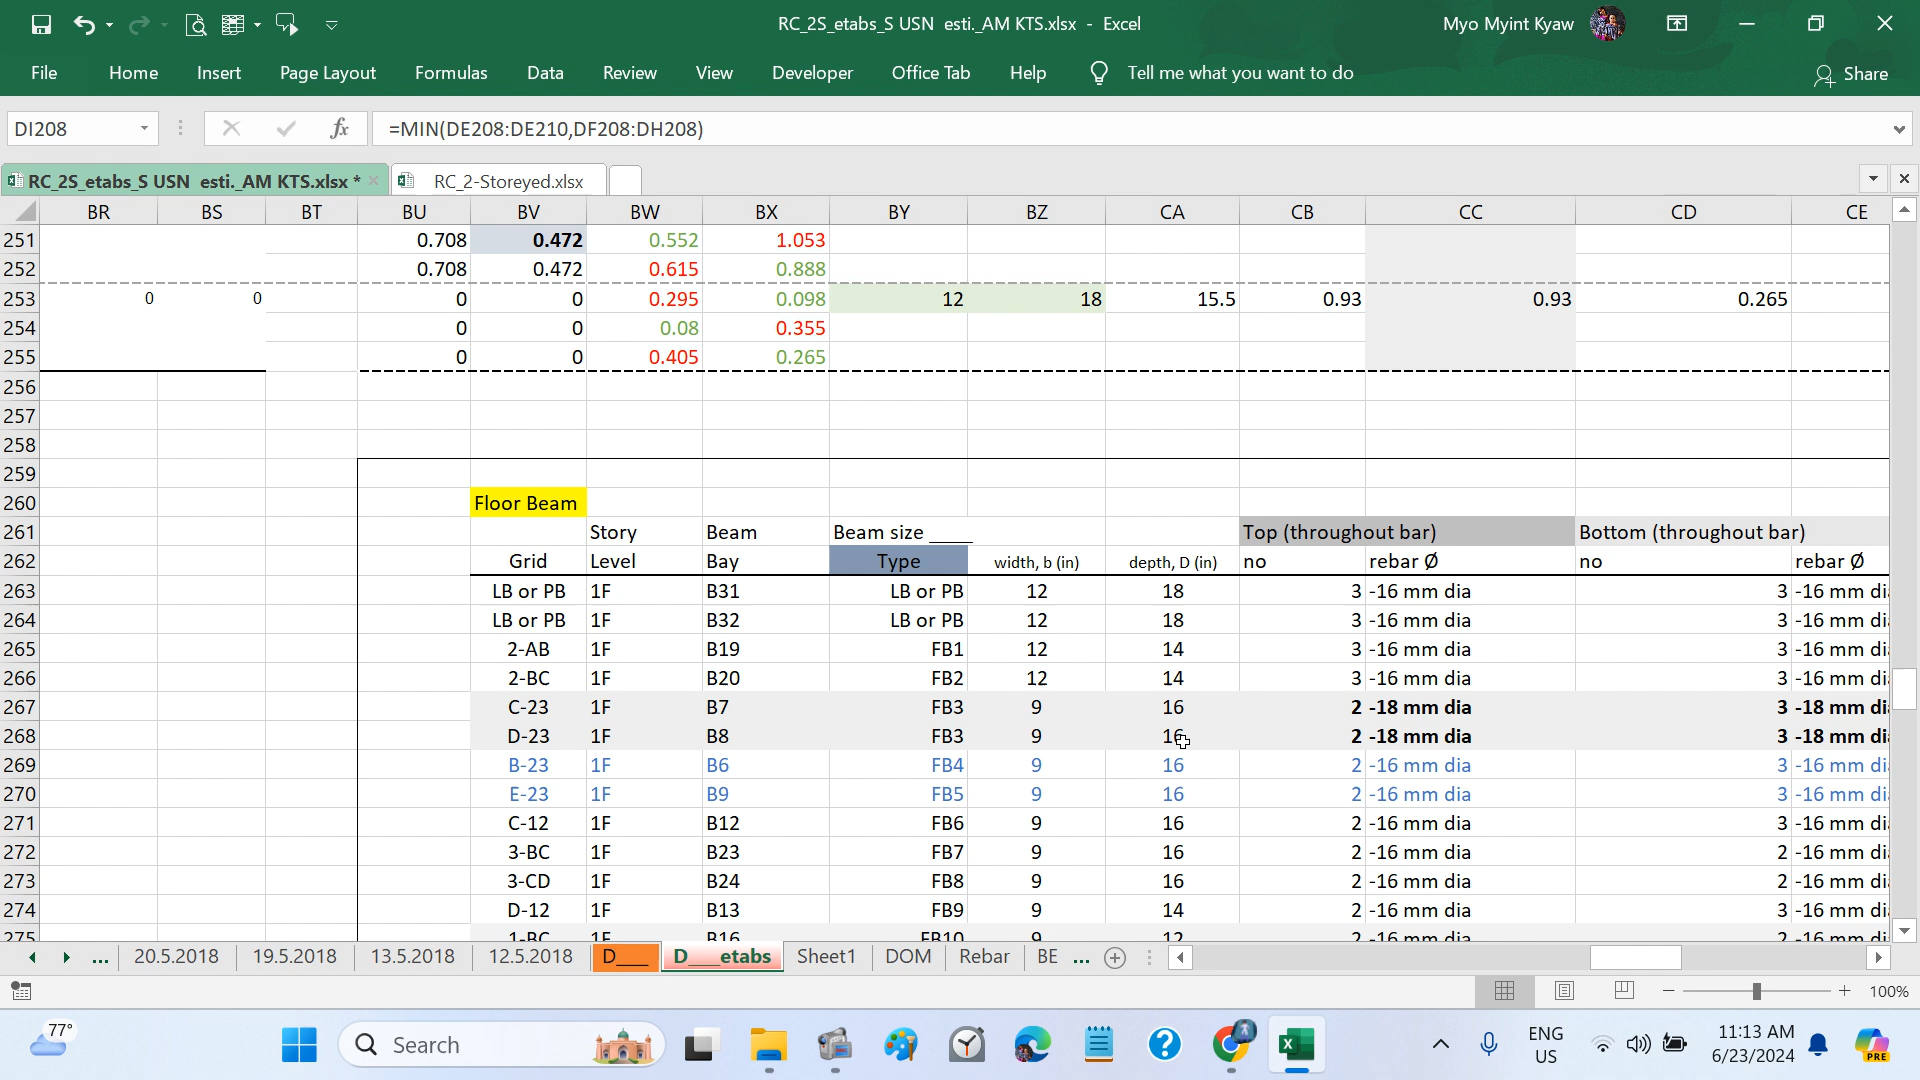 RC_2S_etabs_S USN  esti._AM KTS.xlsx  -  Excel
Myo Myint Kyaw
File Home Insert Page Layout Formulas Data Review View Developer Office Tab Help Tell me what you want to do Share
DI208 fx =MIN(DE208:DE210,DF208:DH208)
RC_2S_etabs_S USN  esti._AM KTS.xlsx * RC_2-Storeyed.xlsx
BR BS BT BU BV BW BX BY BZ CA CB CC CD CE
251 0.708 0.472 0.552 1.053
252 0.708 0.472 0.615 0.888
253 0 0 0 0 0.295 0.098 12 18 15.5 0.93 0.93 0.265
254 0 0 0.08 0.355
255 0 0 0.405 0.265
256
257
258
259
260 Floor Beam
261 Story Beam Beam size ____ Top (throughout bar) Bottom (throughout bar)
262 Grid Level Bay Type width, b (in) depth, D (in) no rebar Ø no rebar Ø
263 LB or PB 1F B31 LB or PB 12 18 3 -16 mm dia 3 -16 mm di
264 LB or PB 1F B32 LB or PB 12 18 3 -16 mm dia 3 -16 mm di
265 2-AB 1F B19 FB1 12 14 3 -16 mm dia 3 -16 mm di
266 2-BC 1F B20 FB2 12 14 3 -16 mm dia 3 -16 mm di
267 C-23 1F B7 FB3 9 16 2 -18 mm dia 3 -18 mm di
268 D-23 1F B8 FB3 9 16 2 -18 mm dia 3 -18 mm di
269 B-23 1F B6 FB4 9 16 2 -16 mm dia 3 -16 mm di
270 E-23 1F B9 FB5 9 16 2 -16 mm dia 3 -16 mm di
271 C-12 1F B12 FB6 9 16 2 -16 mm dia 3 -16 mm di
272 3-BC 1F B23 FB7 9 16 2 -16 mm dia 2 -16 mm di
273 3-CD 1F B24 FB8 9 16 2 -16 mm dia 2 -16 mm di
274 D-12 1F B13 FB9 9 14 2 -16 mm dia 3 -16 mm di
275 1-BC 1F B16 FB10 9 12 2 -16 mm dia 2 -16 mm di
... 20.5.2018 19.5.2018 13.5.2018 12.5.2018 D___ D___etabs Sheet1 DOM Rebar BE ...
100%
77° Search ENG 11:13 AM
US 6/23/2024 PRE